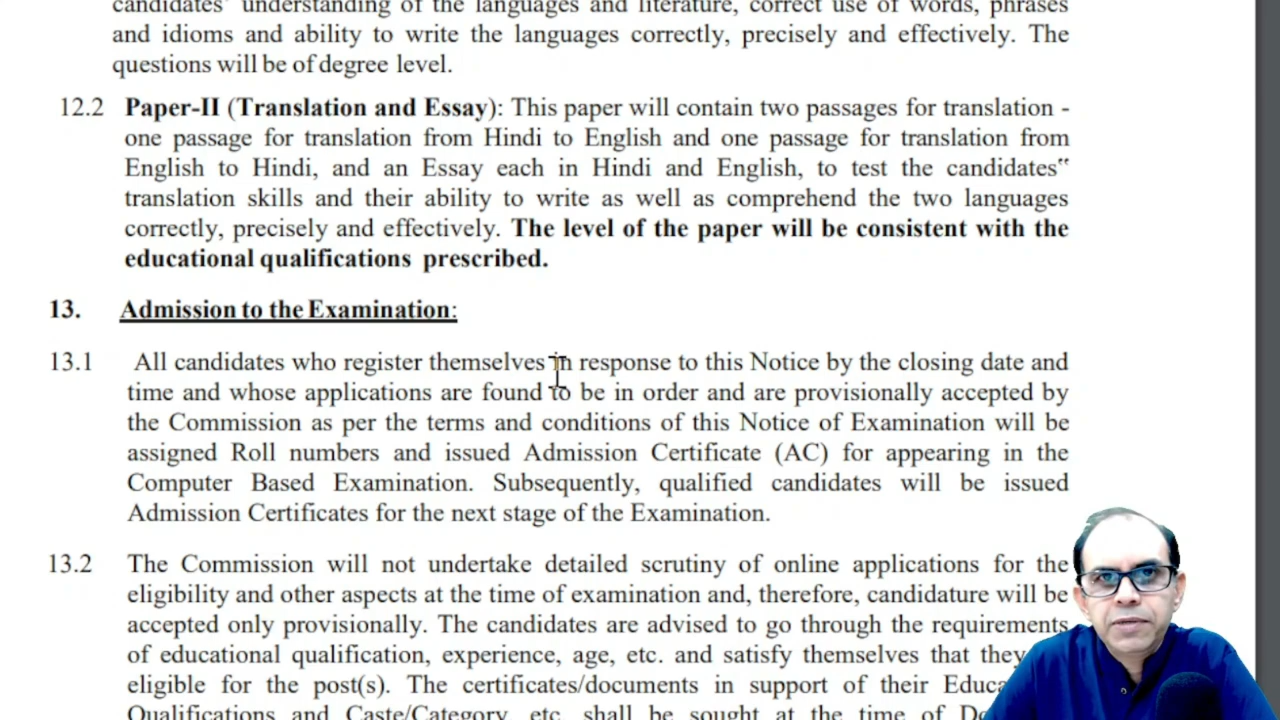 candidates' understanding of the languages and literature, correct use of words, phrases
and idioms and ability to write the languages correctly, precisely and effectively. The
questions will be of degree level.
12.2 Paper-II (Translation and Essay): This paper will contain two passages for translation -
one passage for translation from Hindi to English and one passage for translation from
English to Hindi, and an Essay each in Hindi and English, to test the candidates‟
translation skills and their ability to write as well as comprehend the two languages
correctly, precisely and effectively. The level of the paper will be consistent with the
educational qualifications prescribed.
13. Admission to the Examination:
13.1 All candidates who register themselves in response to this Notice by the closing date and
time and whose applications are found to be in order and are provisionally accepted by
the Commission as per the terms and conditions of this Notice of Examination will be
assigned Roll numbers and issued Admission Certificate (AC) for appearing in the
Computer Based Examination. Subsequently, qualified candidates will be issued
Admission Certificates for the next stage of the Examination.
13.2 The Commission will not undertake detailed scrutiny of online applications for the
eligibility and other aspects at the time of examination and, therefore, candidature will be
accepted only provisionally. The candidates are advised to go through the requirements
of educational qualification, experience, age, etc. and satisfy themselves that they
eligible for the post(s). The certificates/documents in support of their
Qualifications and Caste/Category, etc. shall be sought at the time of